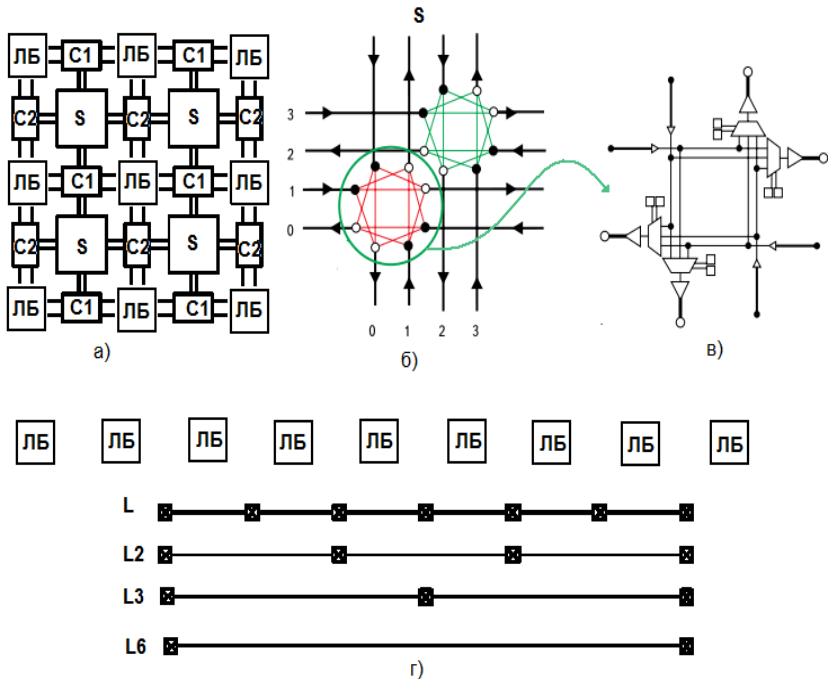 S
ЛБ С1 ЛБ С1 ЛБ
С2 S С2 S С2
ЛБ С1 ЛБ С1 ЛБ
С2 S С2 S С2
ЛБ С1 ЛБ С1 ЛБ
а)
3
2
1
0
0 1 2 3
б)
в)
ЛБ ЛБ ЛБ ЛБ ЛБ ЛБ ЛБ ЛБ ЛБ
L
L2
L3
L6
г)